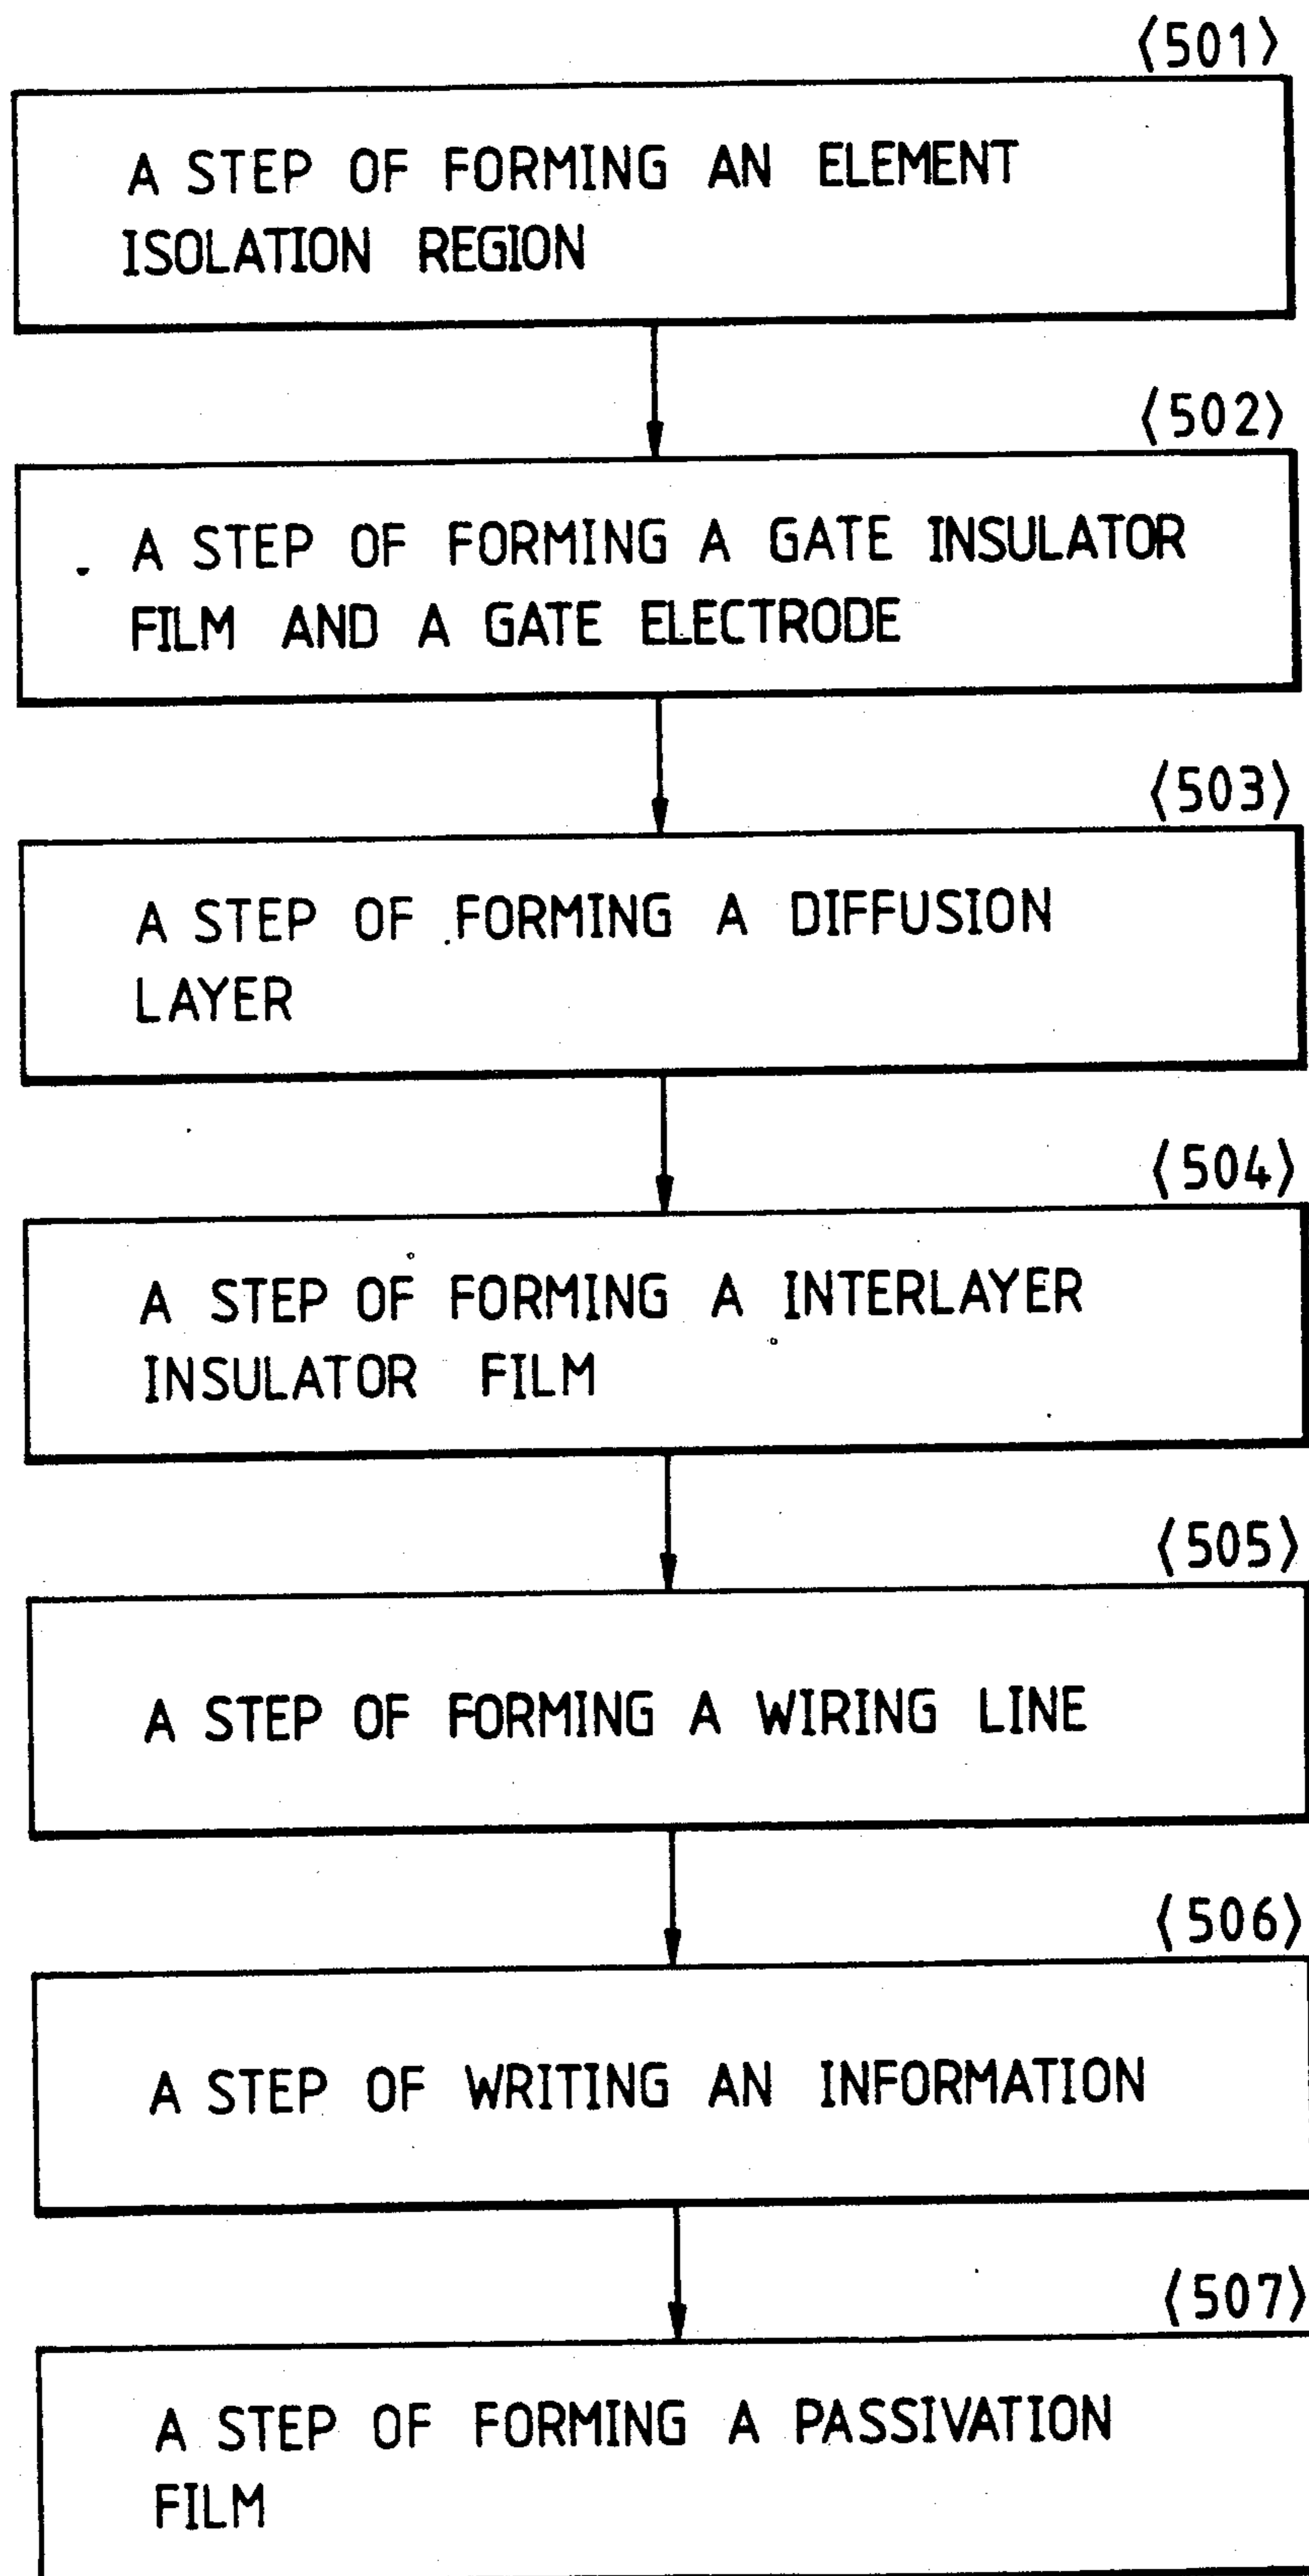 〈501〉
A STEP OF FORMING AN ELEMENT
ISOLATION REGION
〈502〉
A STEP OF FORMING A GATE INSULATOR
FILM AND A GATE ELECTRODE
〈503〉
A STEP OF FORMING A DIFFUSION
LAYER
〈504〉
A STEP OF FORMING A INTERLAYER
INSULATOR FILM
〈505〉
A STEP OF FORMING A WIRING LINE
〈506〉
A STEP OF WRITING AN INFORMATION
〈507〉
A STEP OF FORMING A PASSIVATION
FILM